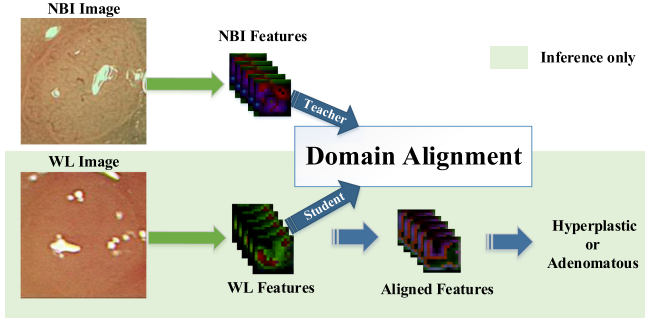 NBI Image
NBI Features
Inference only
Teacher
Domain Alignment
WL Image
Student
Hyperplastic
or
Adenomatous
WL Features
Aligned Features